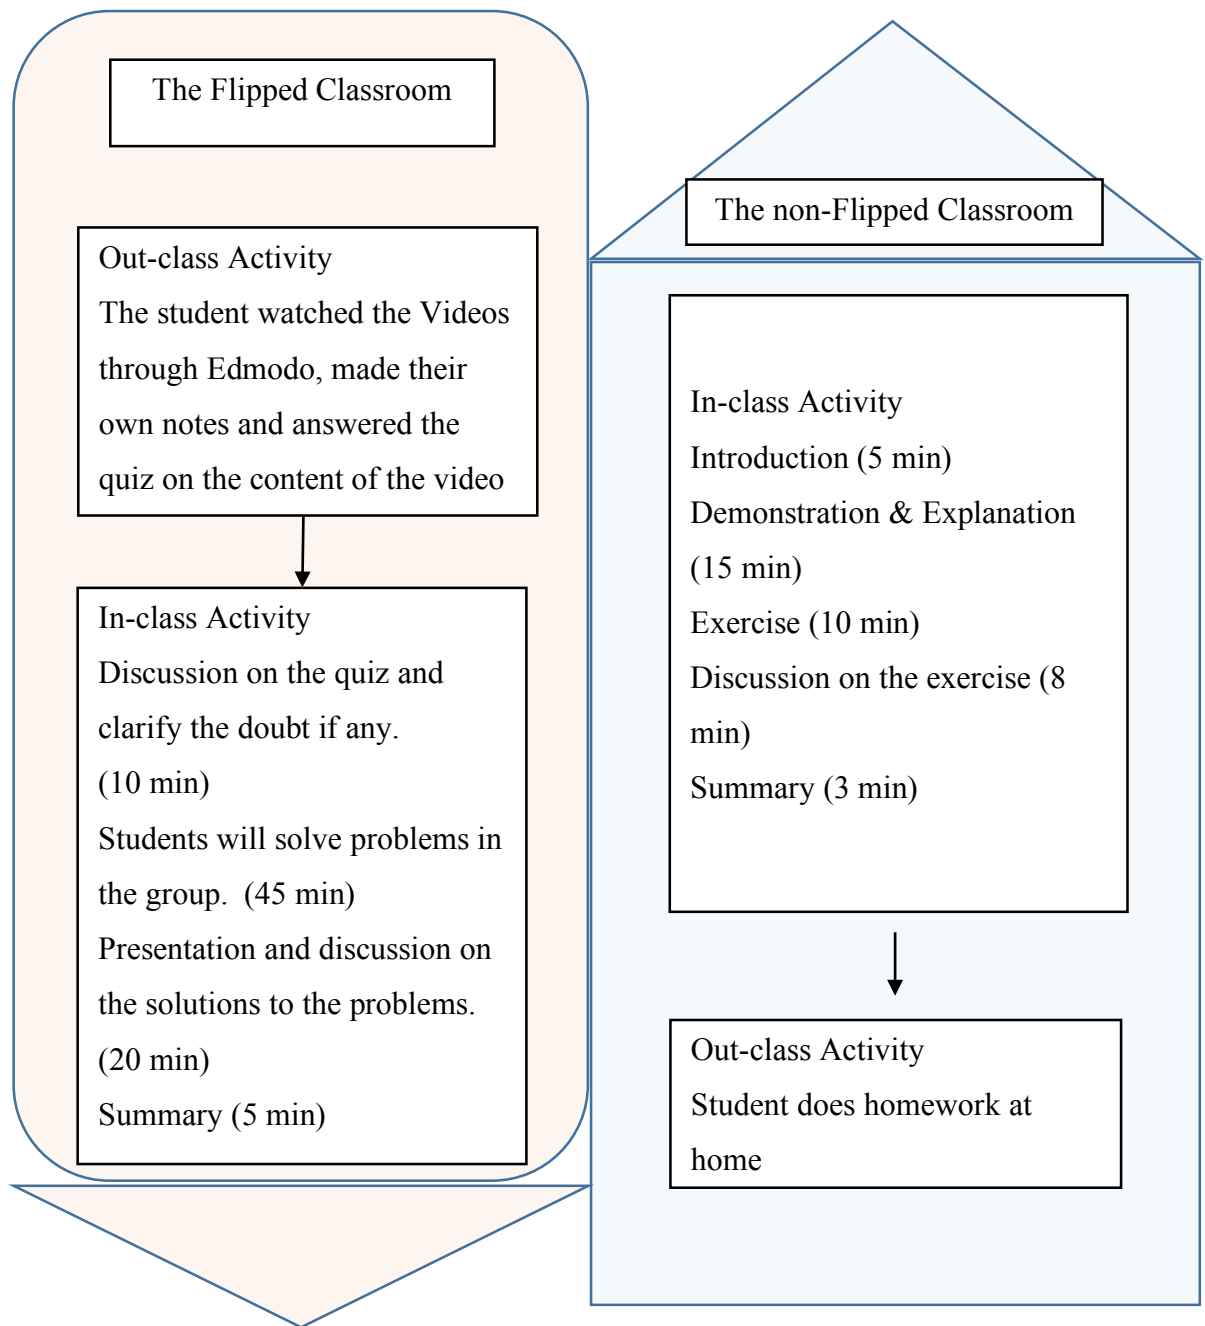 The Flipped Classroom
Out-class Activity
The student watched the Videos
through Edmodo, made their
own notes and answered the
quiz on the content of the video
In-class Activity
Discussion on the quiz and
clarify the doubt if any.
(10 min)
Students will solve problems in
the group.  (45 min)
Presentation and discussion on
the solutions to the problems.
(20 min)
Summary (5 min)
The non-Flipped Classroom
In-class Activity
Introduction (5 min)
Demonstration & Explanation
(15 min)
Exercise (10 min)
Discussion on the exercise (8
min)
Summary (3 min)
Out-class Activity
Student does homework at
home